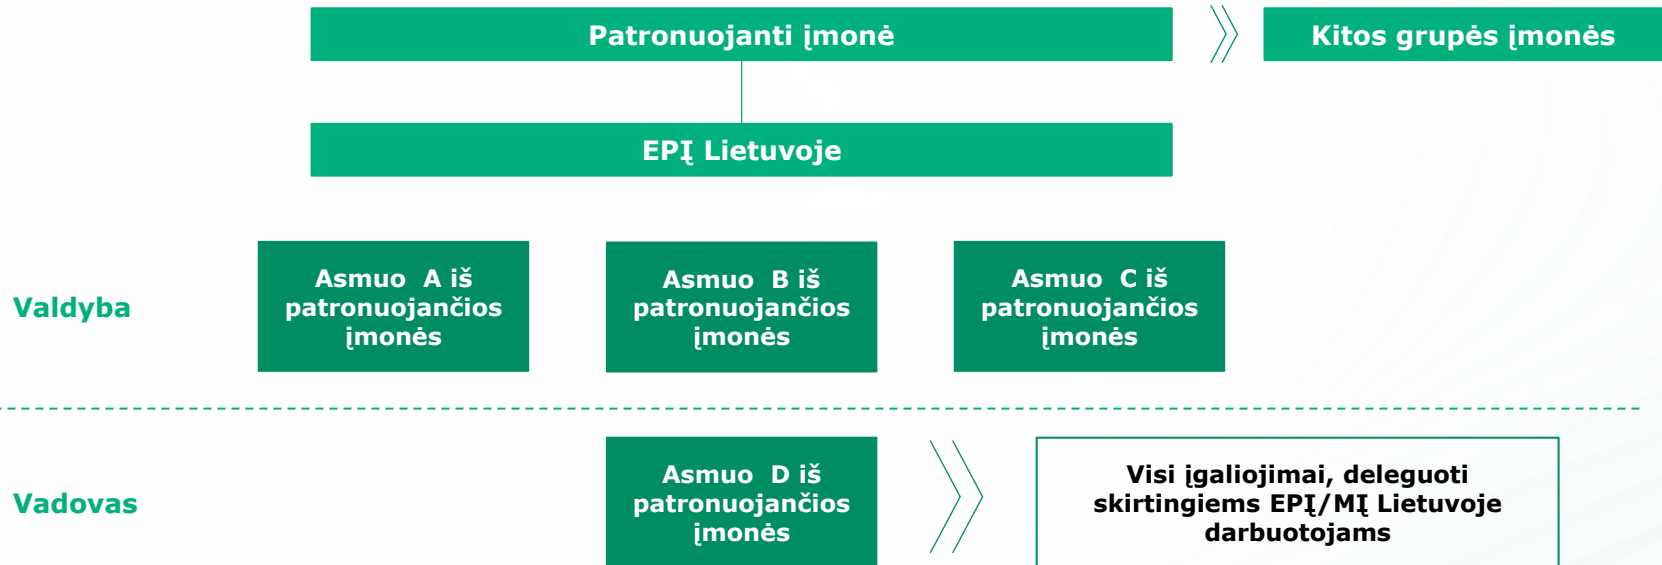 Patronuojanti įmonė
Kitos grupės įmonės
EPĮ Lietuvoje
Valdyba
Asmuo A iš
patronuojančios
įmonės
Asmuo B iš
patronuojančios
įmonės
Asmuo C iš
patronuojančios
įmonės
Vadovas
Asmuo D iš
patronuojančios
įmonės
Visi įgaliojimai, deleguoti
skirtingiems EPĮ/MĮ Lietuvoje
darbuotojams